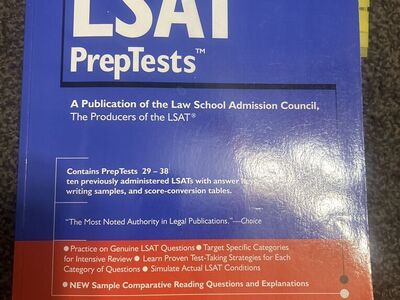 LSAT
PrepTests™
A Publication of the Law School Admission Council,
The Producers of the LSAT®
Contains PrepTests 29 – 38
ten previously administered LSATs with answer
writing samples, and score-conversion tables.
“The Most Noted Authority in Legal Publications.”—Choice
● Practice on Genuine LSAT Questions ● Target Specific Categories
for Intensive Review ● Learn Proven Test-Taking Strategies for Each
Category of Questions ● Simulate Actual LSAT Conditions
● NEW Sample Comparative Reading Questions and Explanations